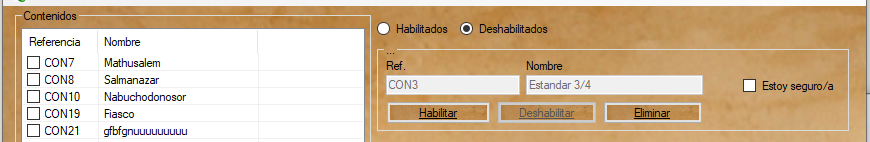 Contenidos
Referencia Nombre
CON7 Mathusalem
CON8 Salmanazar
CON10 Nabuchodonosor
CON19 Fiasco
CON21 gfbfgnuuuuuuuuu
Habilitados Deshabilitados
...
Ref. Nombre
CON3 Estandar 3/4
Estoy seguro/a
Habilitar Deshabilitar Eliminar